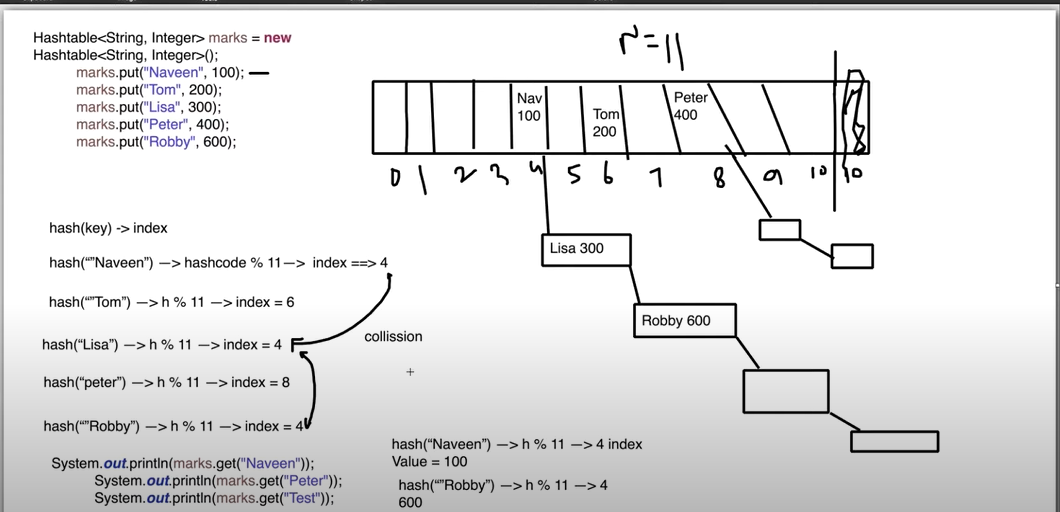 Hashtable<String, Integer> marks = new
Hashtable<String, Integer>();
marks.put("Naveen", 100);
marks.put("Tom", 200);
marks.put("Lisa", 300);
marks.put("Peter", 400);
marks.put("Robby", 600);
N=11
Nav
100
Tom
200
Peter
400
0 1 2 3 4 5 6 7 8 9 10 10
hash(key) -> index
hash(“”Naveen”) —> hashcode % 11—> index ==> 4
hash(“”Tom”) —> h % 11 —> index = 6
hash(“Lisa”) —> h % 11 —> index = 4
hash(“peter”) —> h % 11 —> index = 8
hash(“”Robby”) —> h % 11 —> index = 4
collission
Lisa 300
Robby 600
System.out.println(marks.get("Naveen"));
System.out.println(marks.get("Peter"));
System.out.println(marks.get("Test"));
hash(“Naveen”) —> h % 11 —> 4 index
Value = 100
hash(“”Robby”) —> h % 11 —> 4
600